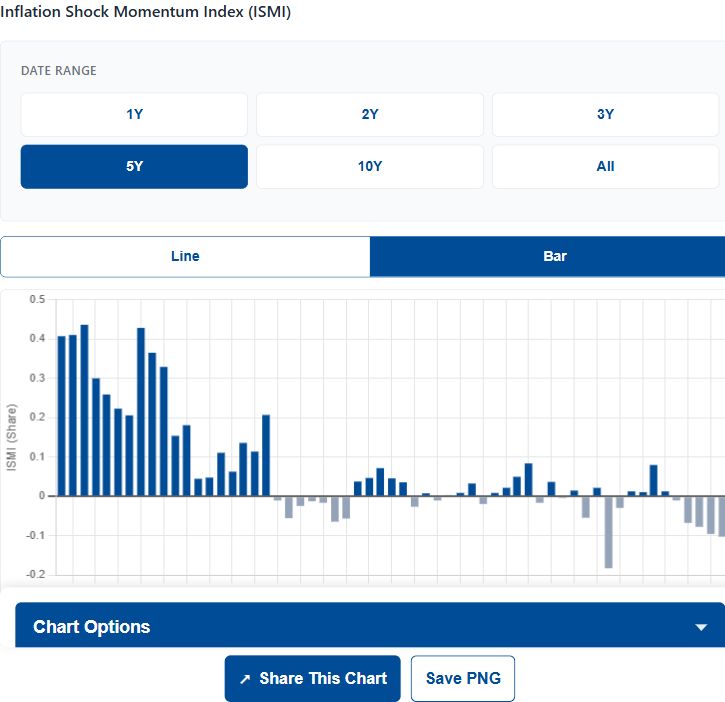 Inflation Shock Momentum Index (ISMI)
DATE RANGE
1Y
2Y
3Y
5Y
10Y
All
Line
Bar
0.5
0.4
0.3
0.2
0.1
0
-0.1
-0.2
ISMI (Share)
Chart Options
↗ Share This Chart
Save PNG